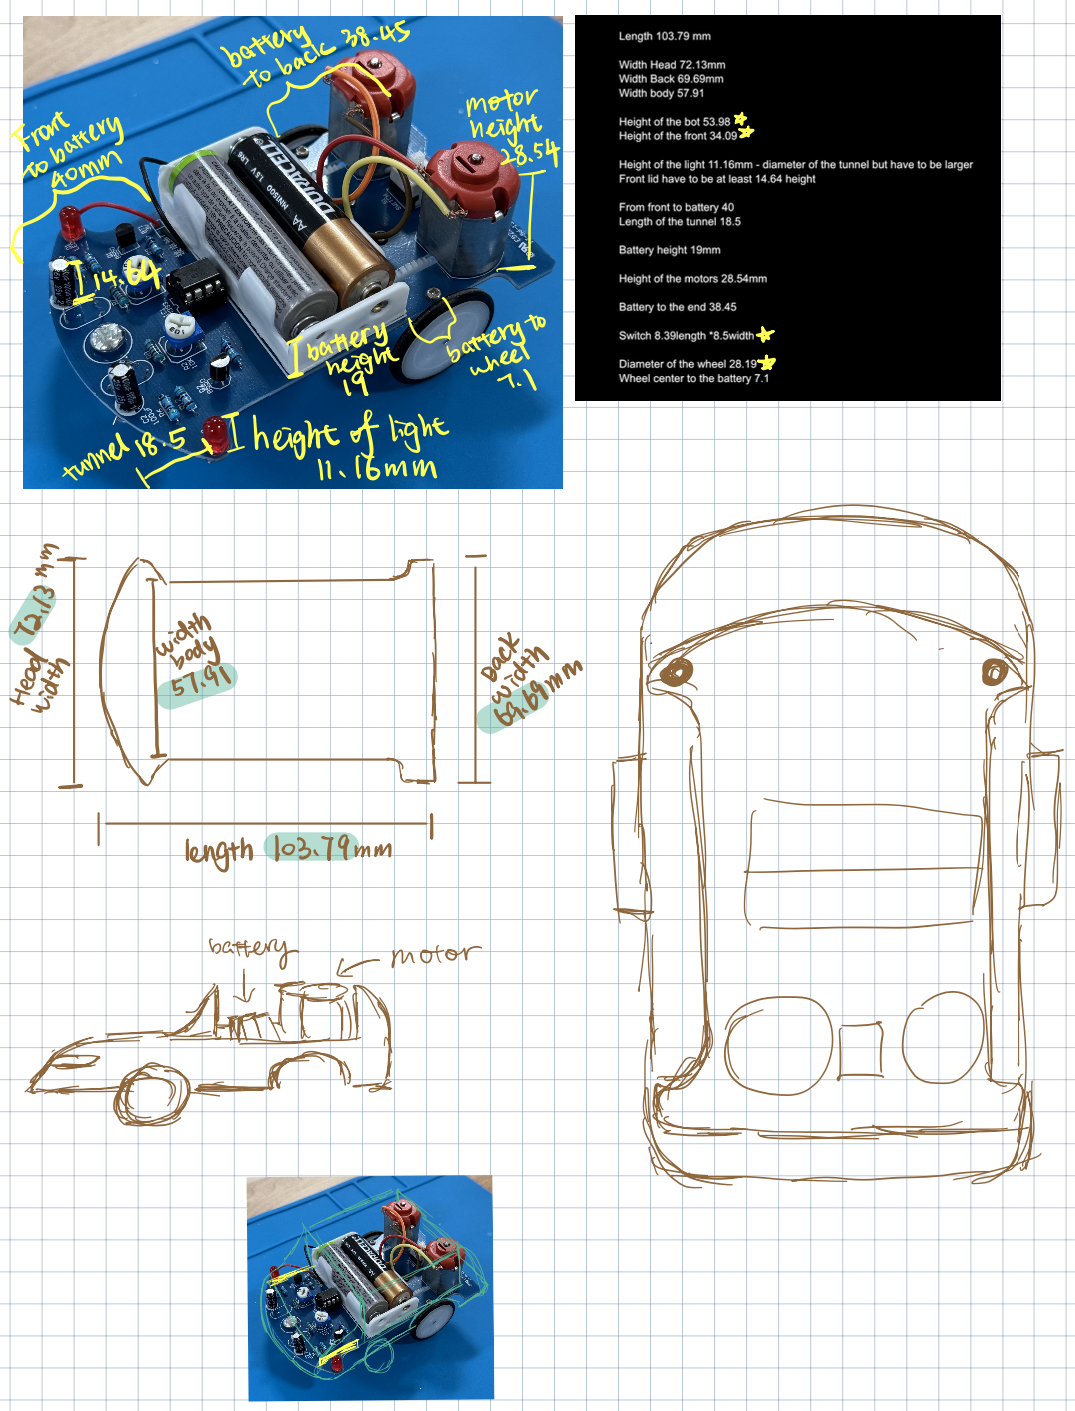 battery
to back 38.45
motor
height
28.54
Front
to battery
40mm
14.64
DURACELL
AA
MN1500
1.5V
LR6
battery
height
19
battery to
wheel
7.1
tunnel 18.5
height of light
11.16mm
Length 103.79 mm
Width Head 72.13mm
Width Back 69.69mm
Width body 57.91
Height of the bot 53.98
Height of the front 34.09
Height of the light 11.16mm - diameter of the tunnel but have to be larger
Front lid have to be at least 14.64 height
From front to battery 40
Length of the tunnel 18.5
Battery height 19mm
Height of the motors 28.54mm
Battery to the end 38.45
Switch 8.39length *8.5width
Diameter of the wheel 28.19
Wheel center to the battery 7.1
72.13 mm
Head
width
width
body
57.91
Back
width
69.69mm
length 103.79mm
battery
motor